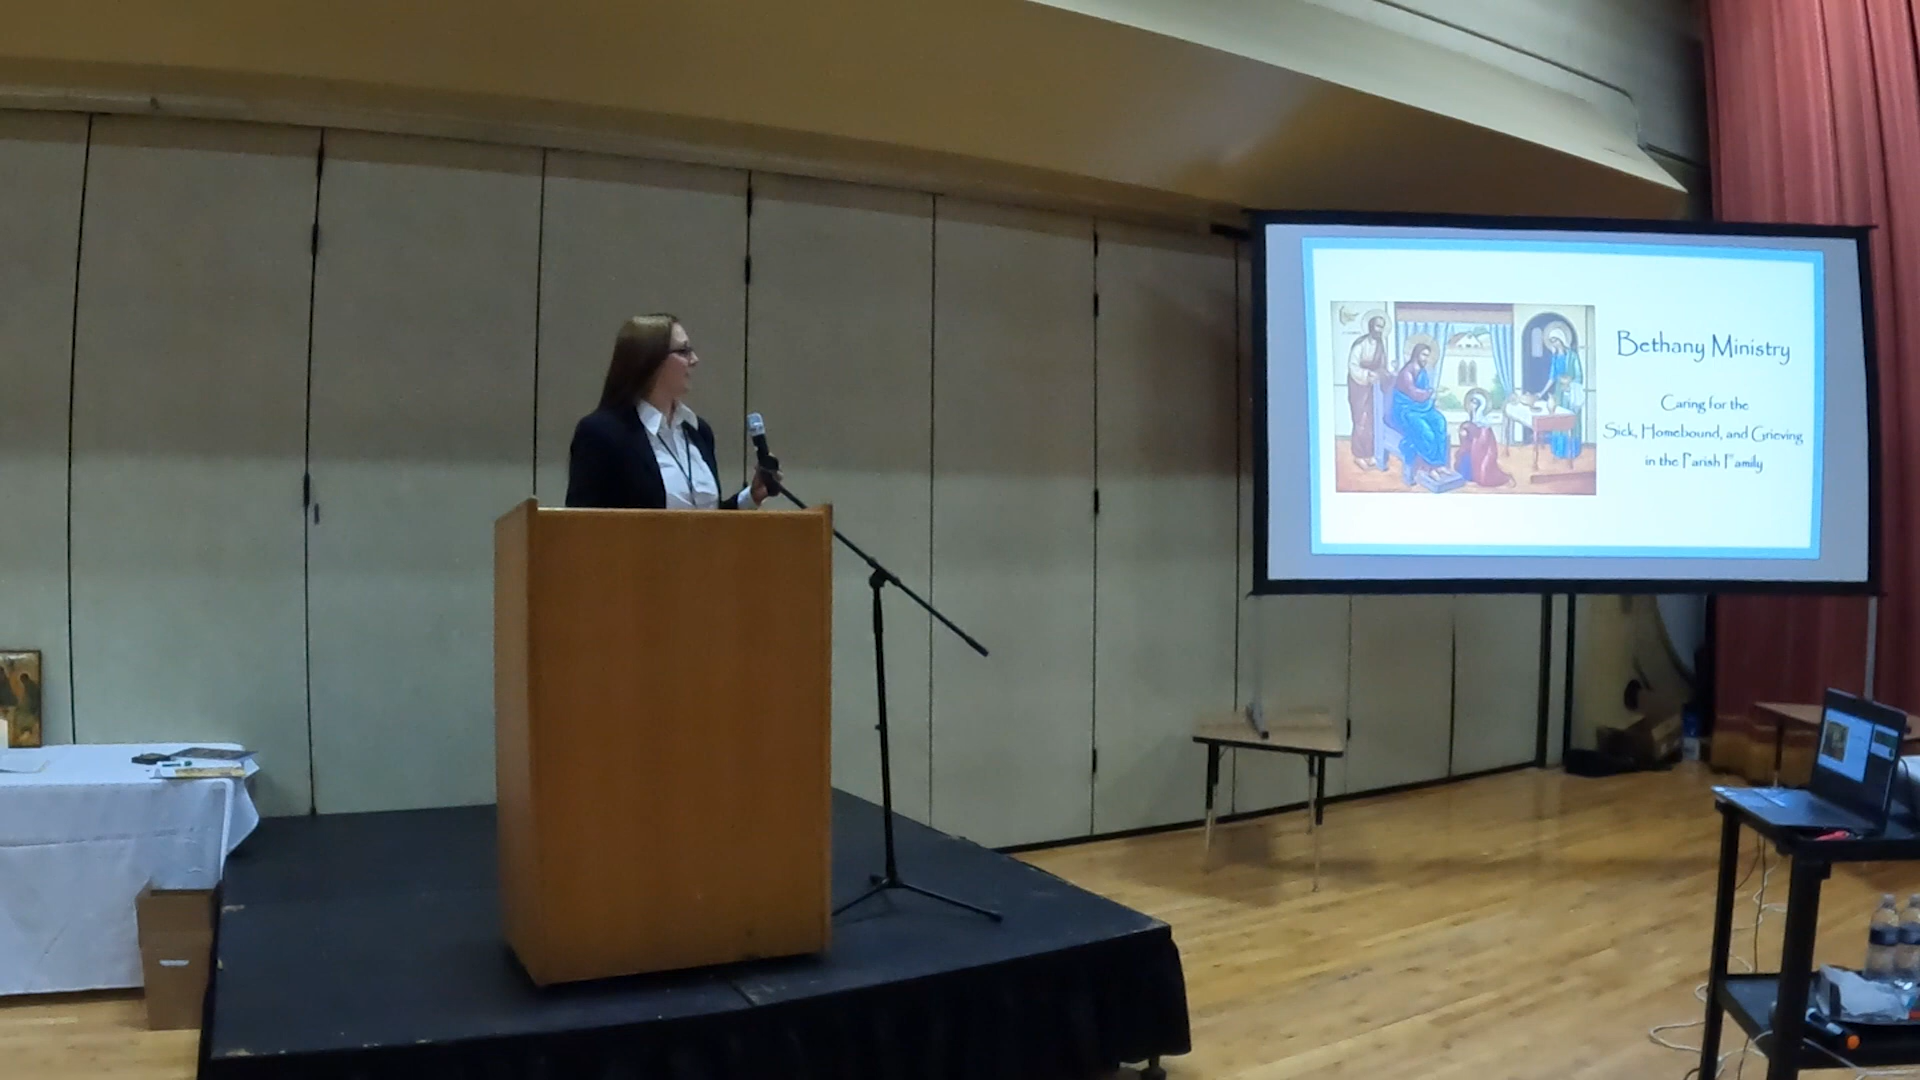 Bethany Ministry
Caring for the
Sick, Homebound, and Grieving
in the Parish Family